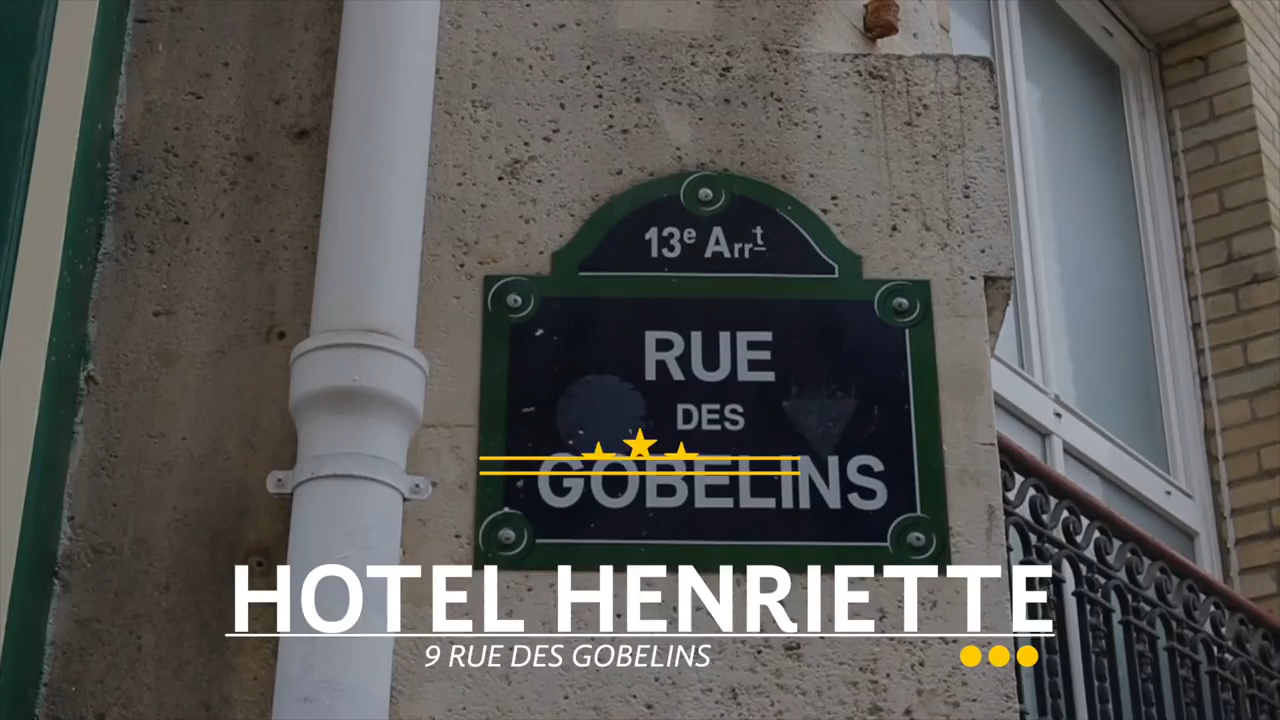 13e Arrt
RUE
DES
GOBELINS
HOTEL HENRIETTE
9 RUE DES GOBELINS